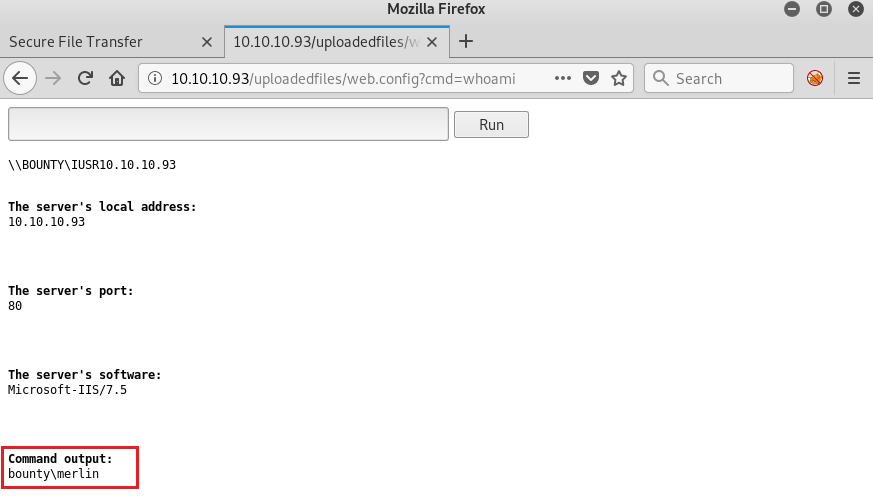 Mozilla Firefox
Secure File Transfer
10.10.10.93/uploadedfiles/w
10.10.10.93/uploadedfiles/web.config?cmd=whoami
Search
Run
\\BOUNTY\IUSR10.10.10.93
The server's local address:
10.10.10.93
The server's port:
80
The server's software:
Microsoft-IIS/7.5
Command output:
bounty\merlin